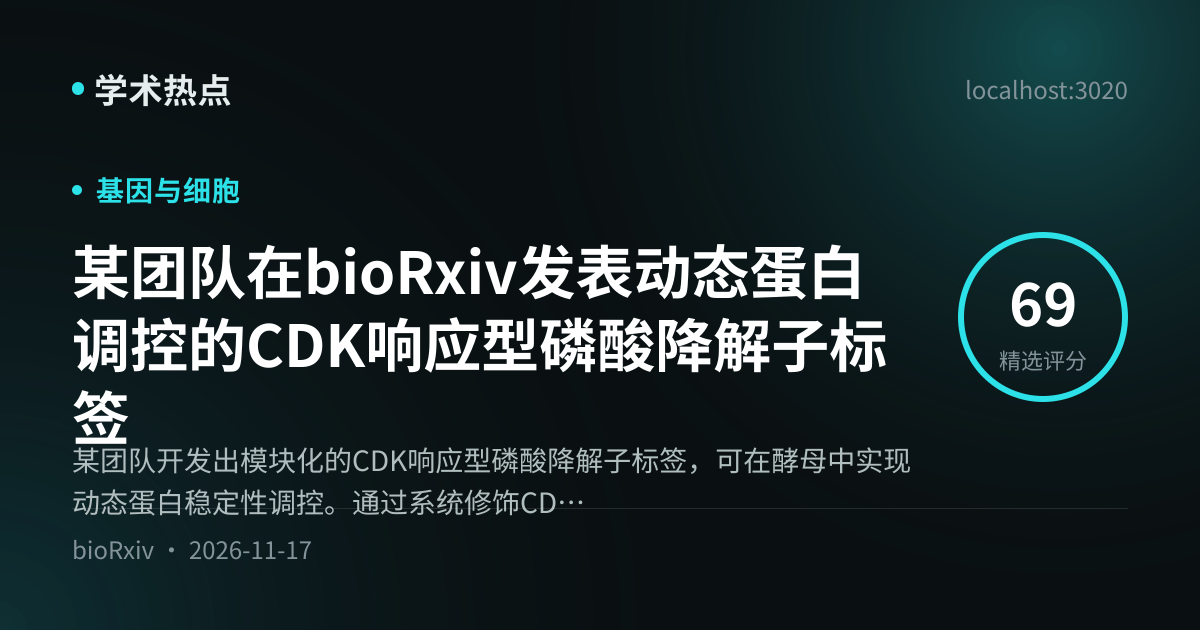 学术热点
localhost:3020
基因与细胞
某团队在bioRxiv发表动态蛋白
调控的CDK响应型磷酸降解子标
签
69
精选评分
某团队开发出模块化的CDK响应型磷酸降解子标签，可在酵母中实现
动态蛋白稳定性调控。通过系统修饰CD…
bioRxiv · 2026-11-17